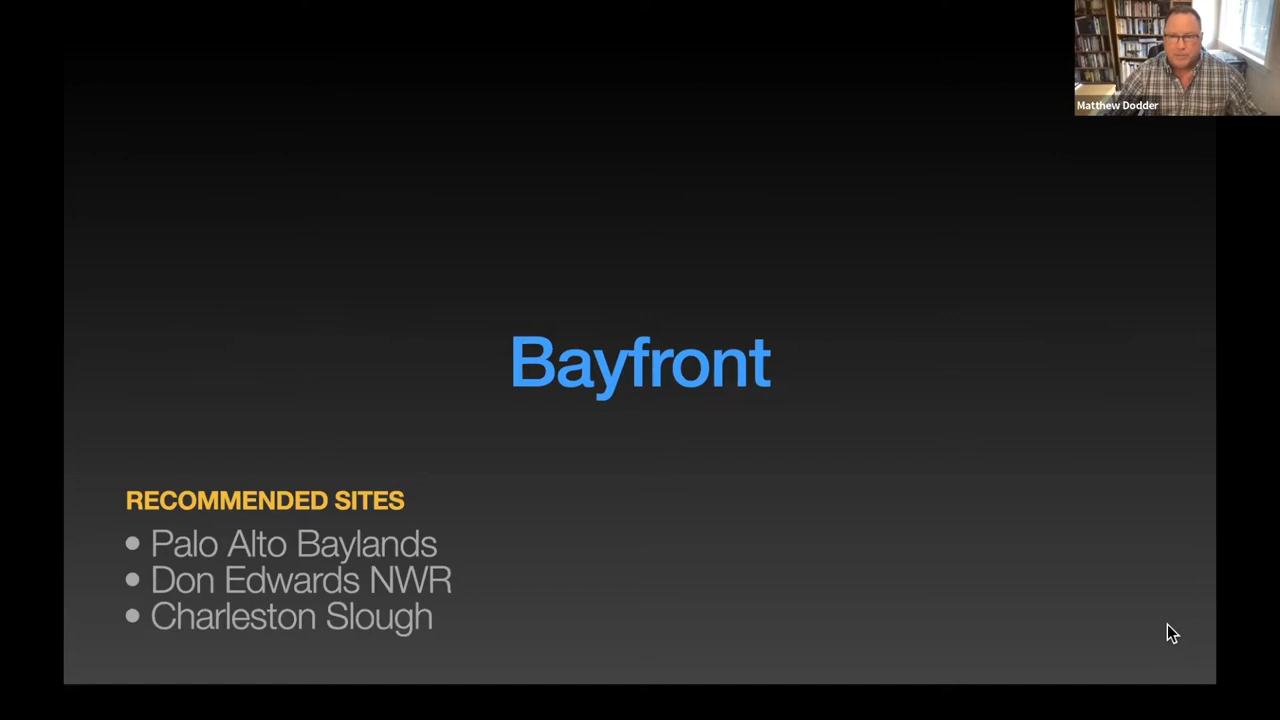 Matthew Dodder
Bayfront
RECOMMENDED SITES
• Palo Alto Baylands
• Don Edwards NWR
• Charleston Slough